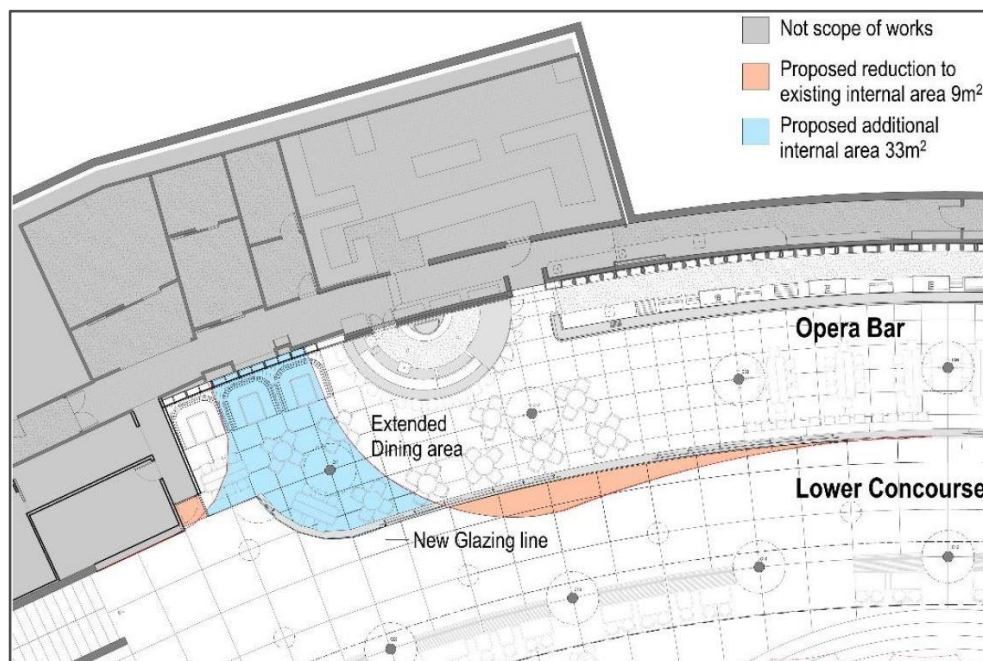 Not scope of works
Proposed reduction to
existing internal area 9m²
Proposed additional
internal area 33m²
Opera Bar
Extended
Dining area
Lower Concourse
New Glazing line